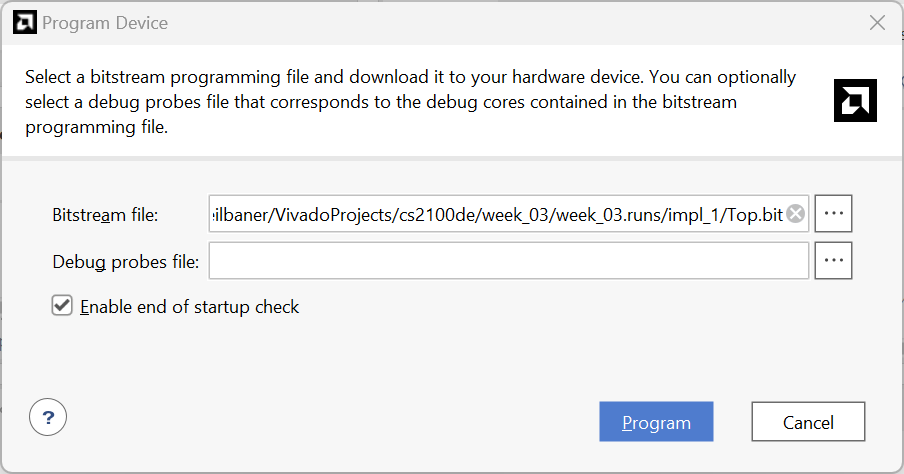 Program Device
Select a bitstream programming file and download it to your hardware device. You can optionally
select a debug probes file that corresponds to the debug cores contained in the bitstream
programming file.
Bitstream file: ilbaner/VivadoProjects/cs2100de/week_03/week_03.runs/impl_1/Top.bit ...
Debug probes file: ...
Enable end of startup check
? Program Cancel